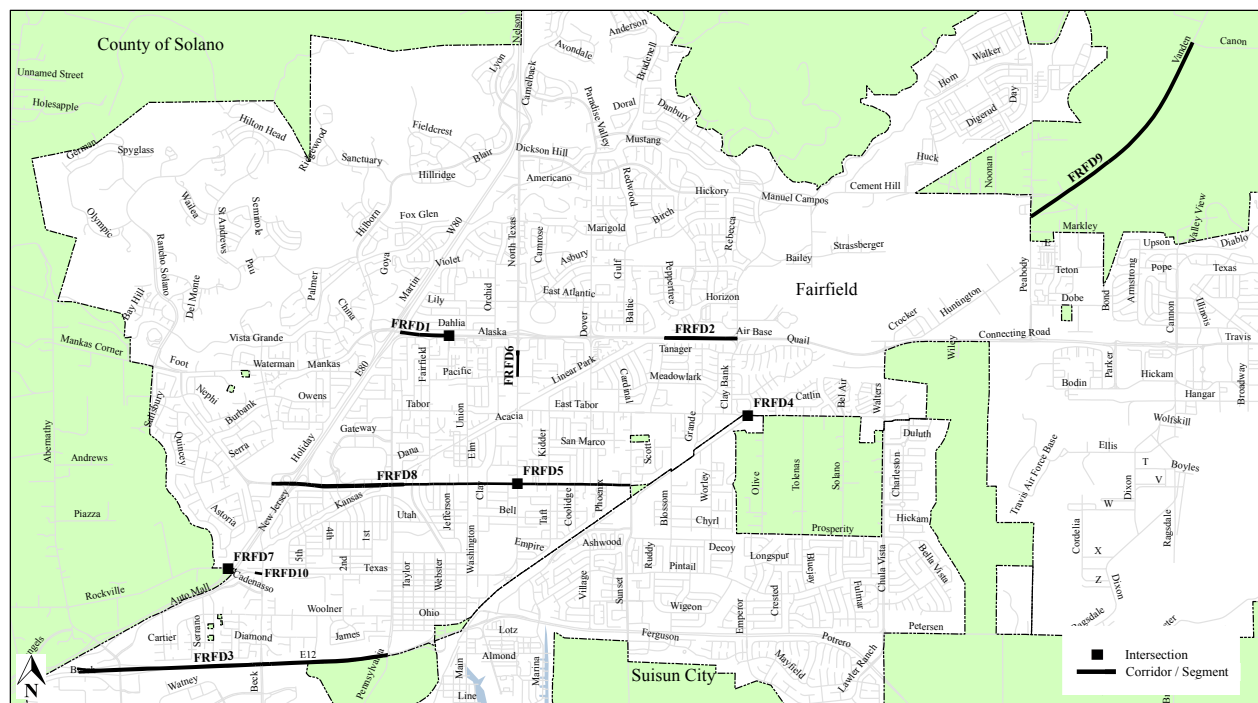 County of Solano
Unnamed Street
Holesapple
German
Spyglass
Hilton Head
Ridgewood
Sanctuary
Fieldcrest
Blair
Hillridge
Lyon
Nelson
Camelback
Avondale
Anderson
Brudenell
Paradise Valley
Doral
Danbury
Mustang
Dickson Hill
Americano
Redwood
Hickory
Birch
Manuel Campos
Cement Hill
Huck
Hom
Walker
Digerud
Day
Noonan
Vanden
Canon
FRFD9
Markley
Valley View
Olympic
Wailea
St Andrews
Seminole
Pau
Rancho Solano
Del Monte
Bay Hill
Palmer
China
Hilborn
Goya
Fox Glen
W80
Violet
Martin
Lily
Orchid
North Texas
Camrose
Asbury
Marigold
Gulf
Peppertree
Rebecca
Bailey
Strassberger
East Atlantic
Dover
Baltic
Horizon
Fairfield
Crocker
Huntington
Peabody
E
Teton
Dobe
Bond
Armstrong
Upson
Pope
Cannon
Illinois
Diablo
Texas
Travis
Connecting Road
Wiley
Mankas Corner
Foot
Vista Grande
Waterman
Mankas
FRFD1
Dahlia
Alaska
FRFD2
Air Base
Quail
Tanager
Fairfield
Pacific
FRFD6
Linear Park
Cardinal
Meadowlark
Clay Bank
Nephi
Burbank
Owens
E80
Salisbury
Tabor
Union
Acacia
East Tabor
FRFD4
Catlin
Bel Air
Walters
Bodin
Parker
Hickam
Hangar
Broadway
Wolfskill
Abernathy
Andrews
Piazza
Quincey
Serra
Holiday
Gateway
Dana
Elm
Kidder
San Marco
Scott
Grande
Duluth
Charleston
Ellis
T
V
Boyles
Travis Air Force Base
FRFD8
Clay
FRFD5
Olive
Tolenas
Solano
Worley
Blossom
Astoria
New Jersey
Kansas
Utah
Jefferson
Washington
Bell
Taft
Coolidge
Phoenix
Chyrl
Prosperity
Hickam
W
Dixon
Cordelia
Ragsdale
FRFD7
FRFD10
Cadenasso
5th
4th
2nd
1st
Texas
Taylor
Webster
Empire
Ashwood
Ruddy
Decoy
Pintail
Longspur
Bluejay
Chula Vista
Bella Vista
X
Z
Dixon
Ragsdale
Rockville
Auto Mall
Woolner
Ohio
Village
Sunset
Wigeon
Emperor
Crested
Fulmar
Petersen
Cartier
Serrano
Diamond
James
Lotz
Ferguson
Potrero
FRFD3
E12
Pennsylvania
Almond
Main
Marina
Line
Suisun City
Mayfield
Lawler Ranch
Watney
Beck
N
Intersection
Corridor / Segment